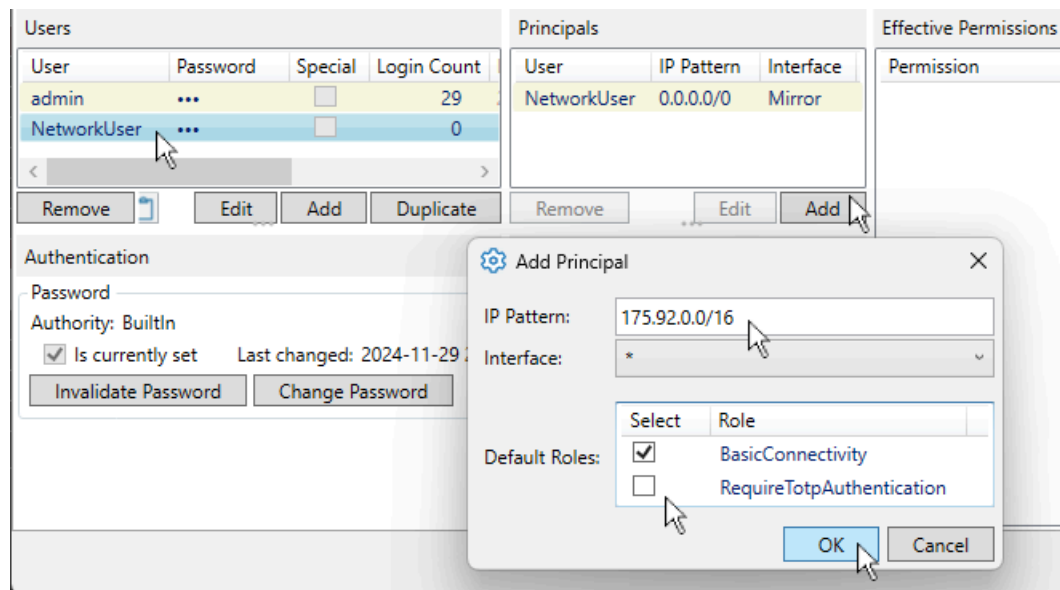 Users
User Password Special Login Count
admin ••• 29
NetworkUser ••• 0
Remove Edit Add Duplicate
Principals
User IP Pattern Interface
NetworkUser 0.0.0.0/0 Mirror
Remove Edit Add
Effective Permissions
Permission
Authentication
Password
Authority: BuiltIn
Is currently set Last changed: 2024-11-29
Invalidate Password Change Password
Add Principal
IP Pattern: 175.92.0.0/16
Interface: *
Default Roles:
Select Role
BasicConnectivity
RequireTotpAuthentication
OK Cancel